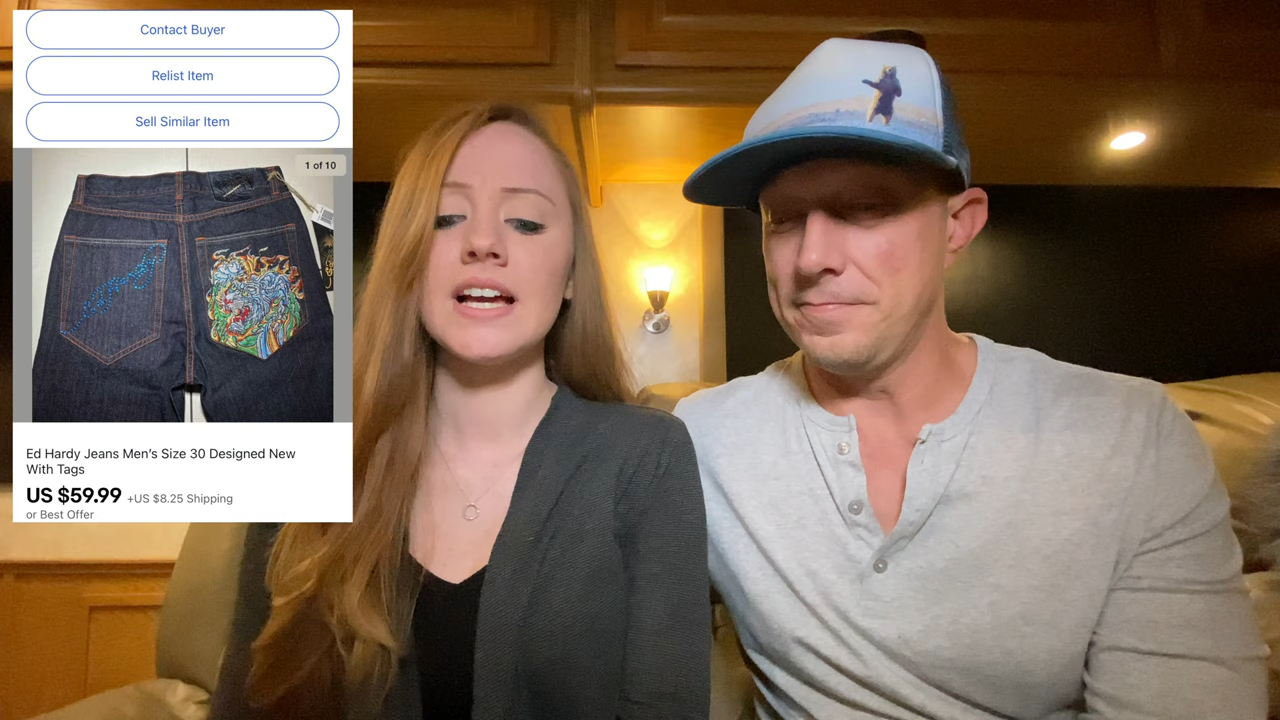 Contact Buyer
Relist Item
Sell Similar Item
1 of 10
Ed Hardy Jeans Men's Size 30 Designed New
With Tags
US $59.99 +US $8.25 Shipping
or Best Offer